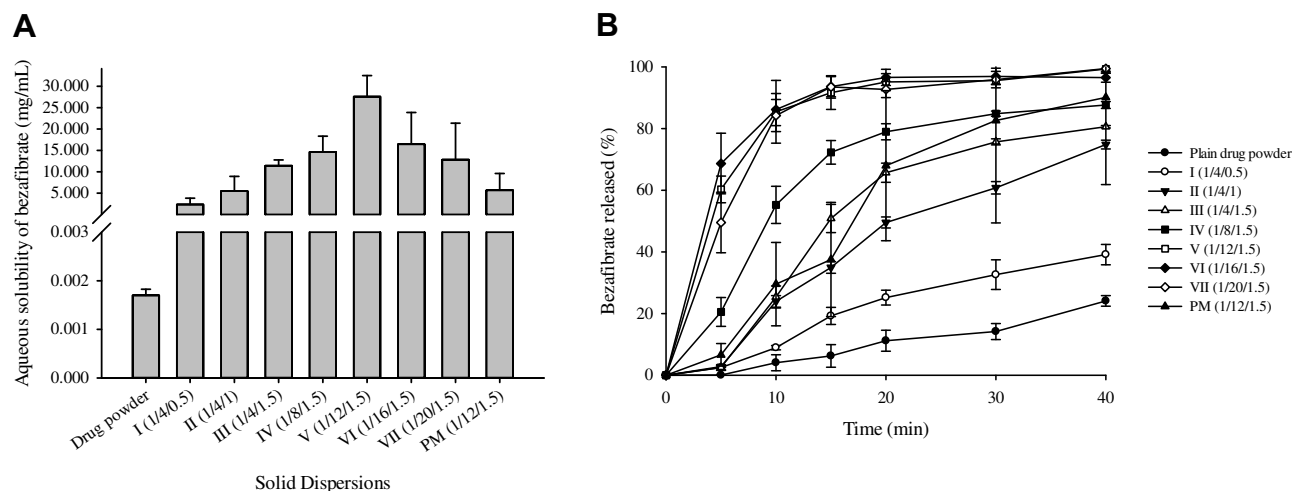 A
Aqueous solubility of bezafibrate (mg/mL)
30.000
25.000
20.000
15.000
10.000
5.000
0.003
0.002
0.001
0.000
Drug powder
I (1/4/0.5)
II (1/4/1)
III (1/4/1.5)
IV (1/8/1.5)
V (1/12/1.5)
VI (1/16/1.5)
VII (1/20/1.5)
PM (1/12/1.5)
Solid Dispersions
B
Bezafibrate released (%)
100
80
60
40
20
0
0
10
20
30
40
Time (min)
Plain drug powder
I (1/4/0.5)
II (1/4/1)
III (1/4/1.5)
IV (1/8/1.5)
V (1/12/1.5)
VI (1/16/1.5)
VII (1/20/1.5)
PM (1/12/1.5)